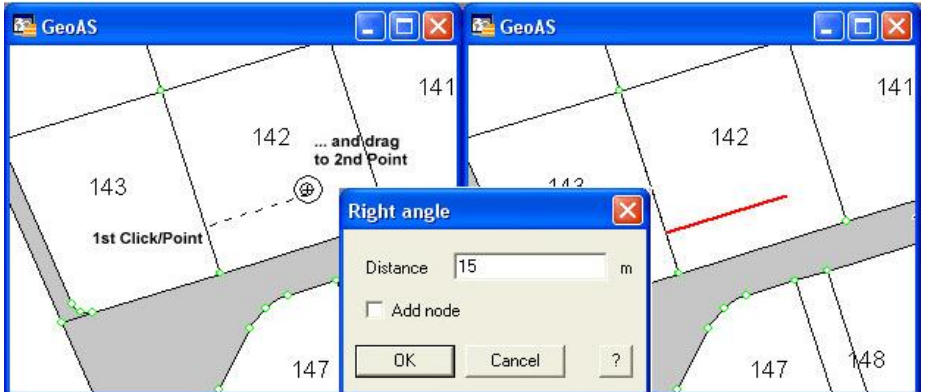 GeoAS
141
142
... and drag
to 2nd Point
143
1st Click/Point
147
GeoAS
141
142
147
148
Right angle
Distance 15 m
Add node
OK Cancel ?